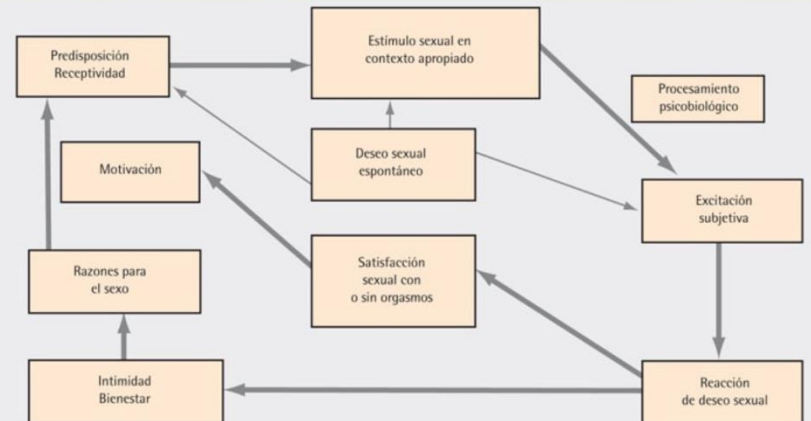 Predisposición
Receptividad
Estímulo sexual en
contexto apropiado
Procesamiento
psicobiológico
Motivación
Deseo sexual
espontáneo
Excitación
subjetiva
Razones para
el sexo
Satisfacción
sexual con
o sin orgasmos
Intimidad
Bienestar
Reacción
de deseo sexual